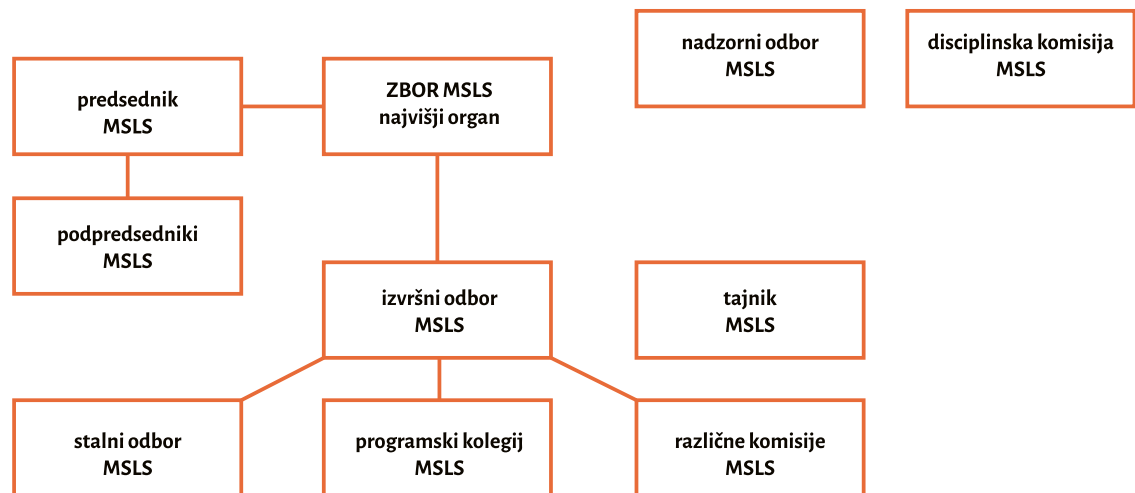 nadzorni odbor
MSLS
disciplinska komisija
MSLS
predsednik
MSLS
ZBOR MSLS
najvišji organ
podpredsedniki
MSLS
izvršni odbor
MSLS
tajnik
MSLS
stalni odbor
MSLS
programski kolegij
MSLS
različne komisije
MSLS